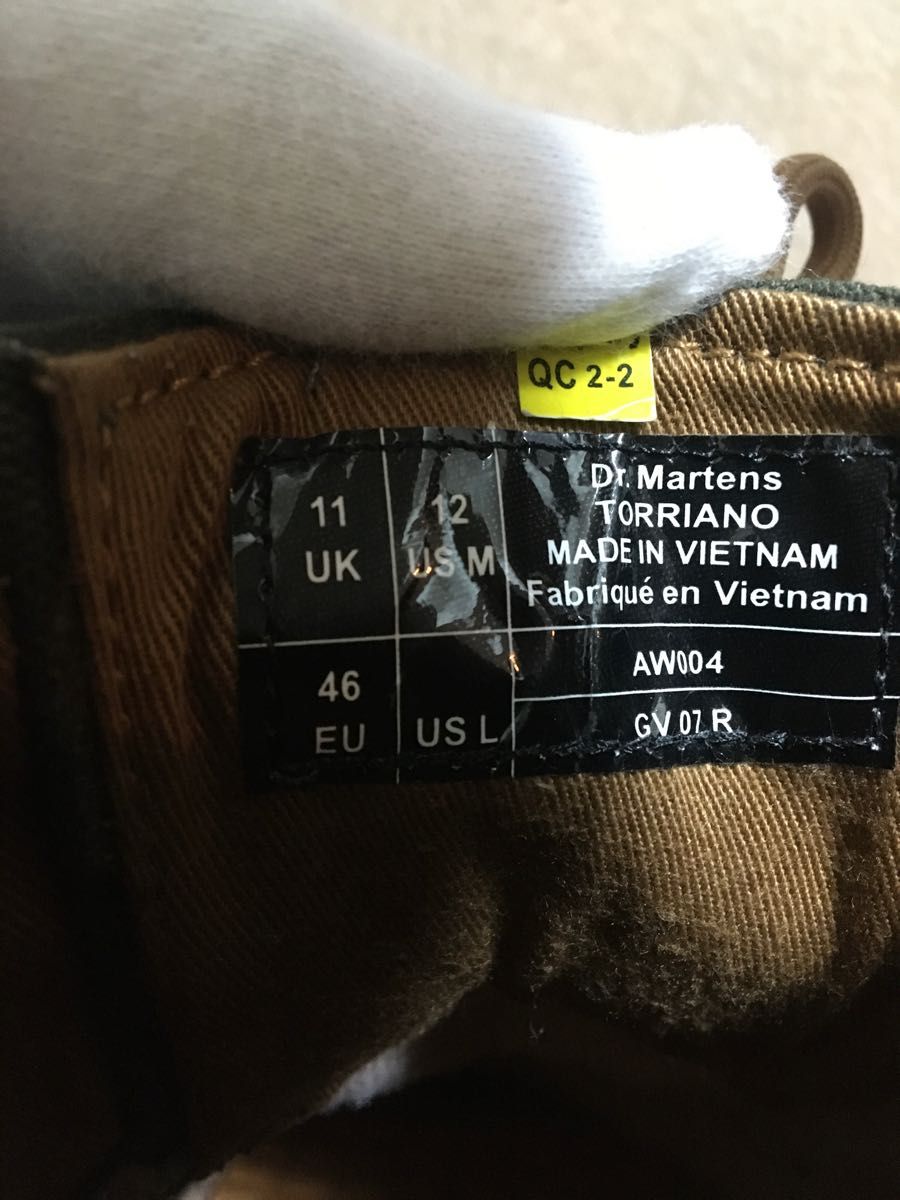 QC 2-2
11
UK
12
US M
46
EU
US L
Dr. Martens
TORRIANO
MADE IN VIETNAM
Fabriqué en Vietnam
AW004
GV 07 R